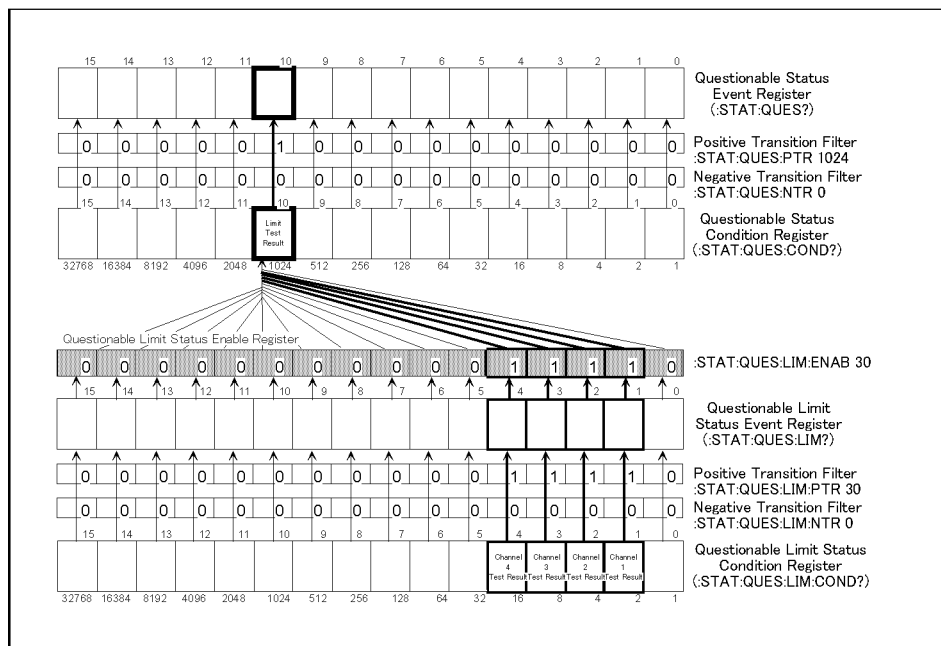 15 14 13 12 11 10 9 8 7 6 5 4 3 2 1 0
Questionable Status
Event Register
(:STAT:QUES?)
0 0 0 0 0 1 0 0 0 0 0 0 0 0 0 0
Positive Transition Filter
:STAT:QUES:PTR 1024
0 0 0 0 0 0 0 0 0 0 0 0 0 0 0 0
Negative Transition Filter
:STAT:QUES:NTR 0
15 14 13 12 11 10 9 8 7 6 5 4 3 2 1 0
Limit
Test
Result
Questionable Status
Condition Register
(:STAT:QUES:COND?)
32768 16384 8192 4096 2048 1024 512 256 128 64 32 16 8 4 2 1
Questionable Limit Status Enable Register
0 0 0 0 0 0 0 0 0 0 0 1 1 1 1 0
:STAT:QUES:LIM:ENAB 30
15 14 13 12 11 10 9 8 7 6 5 4 3 2 1 0
Questionable Limit
Status Event Register
(:STAT:QUES:LIM?)
0 0 0 0 0 0 0 0 0 0 0 1 1 1 1 0
Positive Transition Filter
:STAT:QUES:LIM:PTR 30
0 0 0 0 0 0 0 0 0 0 0 0 0 0 0 0
Negative Transition Filter
:STAT:QUES:LIM:NTR 0
15 14 13 12 11 10 9 8 7 6 5 4 3 2 1 0
Channel
4
Test Result
Channel
3
Test Result
Channel
2
Test Result
Channel
1
Test Result
Questionable Limit Status
Condition Register
(:STAT:QUES:LIM:COND?)
32768 16384 8192 4096 2048 1024 512 256 128 64 32 16 8 4 2 1